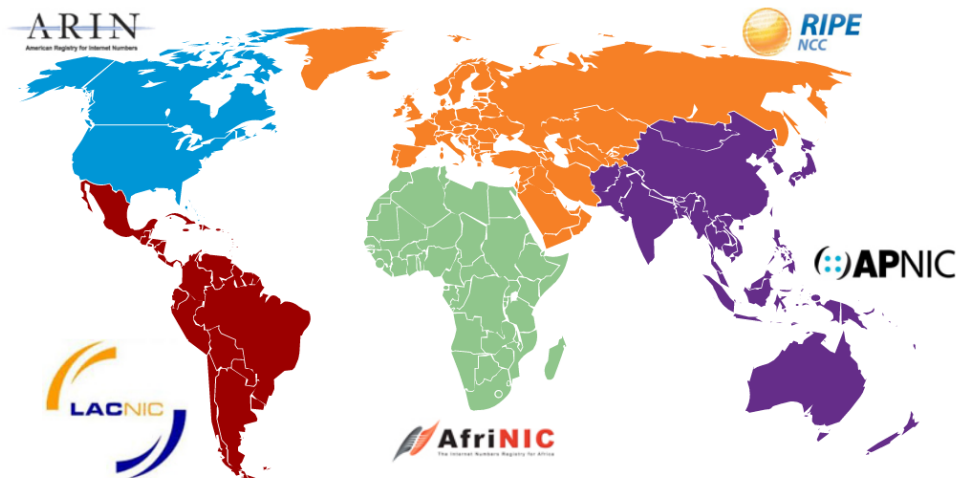 ARIN
American Registry for Internet Numbers
RIPE
NCC
APNIC
LACNIC
AfriNIC
The Internet Numbers Registry for Africa